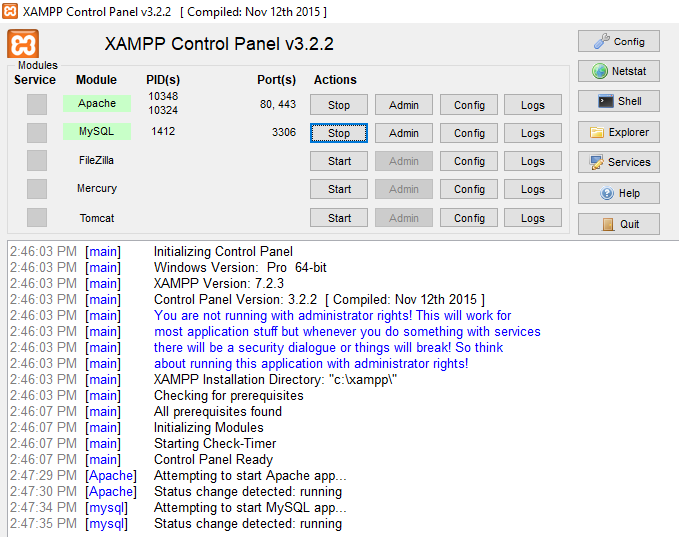 XAMPP Control Panel v3.2.2 [ Compiled: Nov 12th 2015 ]
XAMPP Control Panel v3.2.2
Config
Modules
Service Module PID(s) Port(s) Actions
Netstat
Apache 10348 10324 80, 443 Stop Admin Config Logs
Shell
MySQL 1412 3306 Stop Admin Config Logs
Explorer
FileZilla Start Admin Config Logs
Services
Mercury Start Admin Config Logs
Help
Tomcat Start Admin Config Logs
Quit
2:46:03 PM [main] Initializing Control Panel
2:46:03 PM [main] Windows Version: Pro 64-bit
2:46:03 PM [main] XAMPP Version: 7.2.3
2:46:03 PM [main] Control Panel Version: 3.2.2 [ Compiled: Nov 12th 2015 ]
2:46:03 PM [main] You are not running with administrator rights! This will work for
2:46:03 PM [main] most application stuff but whenever you do something with services
2:46:03 PM [main] there will be a security dialogue or things will break! So think
2:46:03 PM [main] about running this application with administrator rights!
2:46:03 PM [main] XAMPP Installation Directory: "c:\xampp\"
2:46:03 PM [main] Checking for prerequisites
2:46:07 PM [main] All prerequisites found
2:46:07 PM [main] Initializing Modules
2:46:07 PM [main] Starting Check-Timer
2:46:07 PM [main] Control Panel Ready
2:47:29 PM [Apache] Attempting to start Apache app...
2:47:30 PM [Apache] Status change detected: running
2:47:34 PM [mysql] Attempting to start MySQL app...
2:47:35 PM [mysql] Status change detected: running